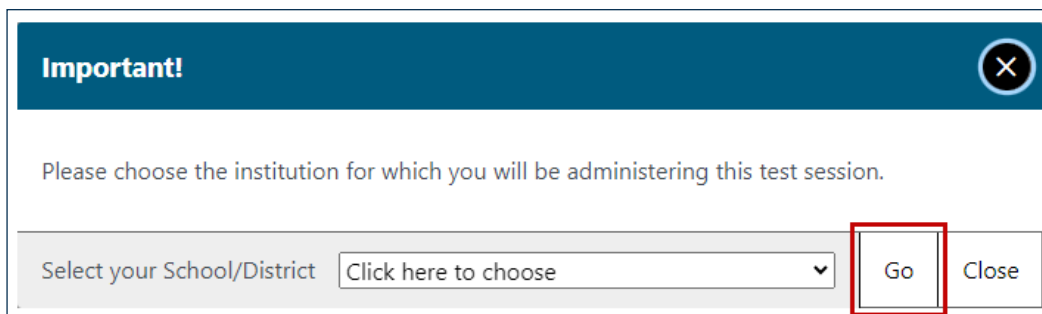 Important!
Please choose the institution for which you will be administering this test session.
Select your School/District Click here to choose Go Close